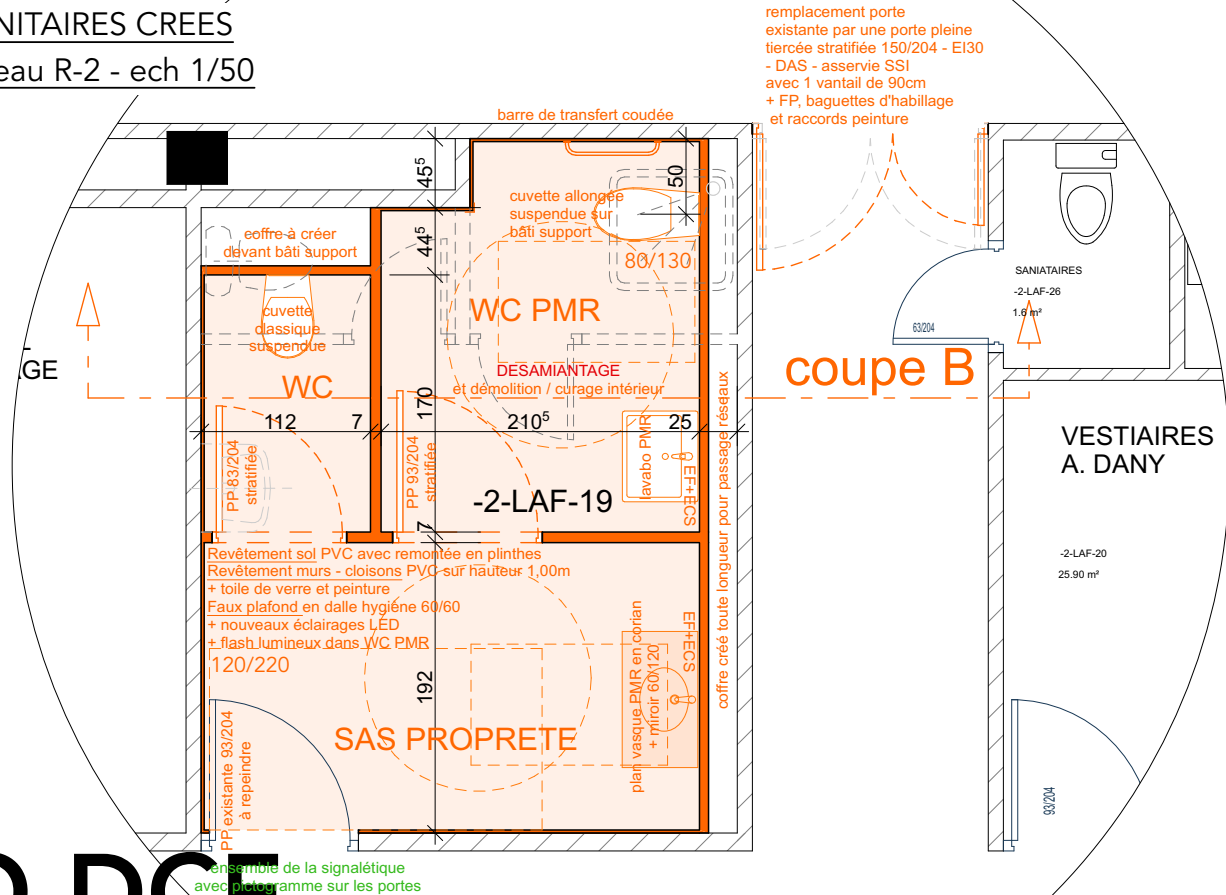 NITAIRES CREES
eau R-2 - ech 1/50
remplacement porte
existante par une porte pleine
tiercée stratifiée 150/204 - EI30
- DAS - asservie SSI
avec 1 vantail de 90cm
+ FP, baguettes d'habillage
et raccords peinture
barre de transfert coudée
45⁵
50
cuvette allongée
suspendue sur
bâti support
coffre à créer
devant bâti support
44⁵
80/130
SANIATAIRES
-2-LAF-26
1.6 m²
WC PMR
cuvette
classique
suspendue
63/204
GE
DESAMIANTAGE
et démolition / curage intérieur
coupe B
WC
170
112
7
210⁵
25
VESTIAIRES
A. DANY
PP 83/204
stratifiée
PP 93/204
stratifiée
lavabo PMR
EF+ECS
coffre créé toute longueur pour passage réseaux
-2-LAF-19
7
-2-LAF-20
25.90 m²
Revêtement sol PVC avec remontée en plinthes
Revêtement murs - cloisons PVC sur hauteur 1,00m
+ toile de verre et peinture
Faux plafond en dalle hygiéne 60/60
+ nouveaux éclairages LED
+ flash lumineux dans WC PMR
120/220
192
plan vasque PMR en corian
+ miroir 60/120
EF+ECS
SAS PROPRETE
PP existante 93/204
à repeindre
93/204
ensemble de la signalétique
avec pictogramme sur les portes
DCE